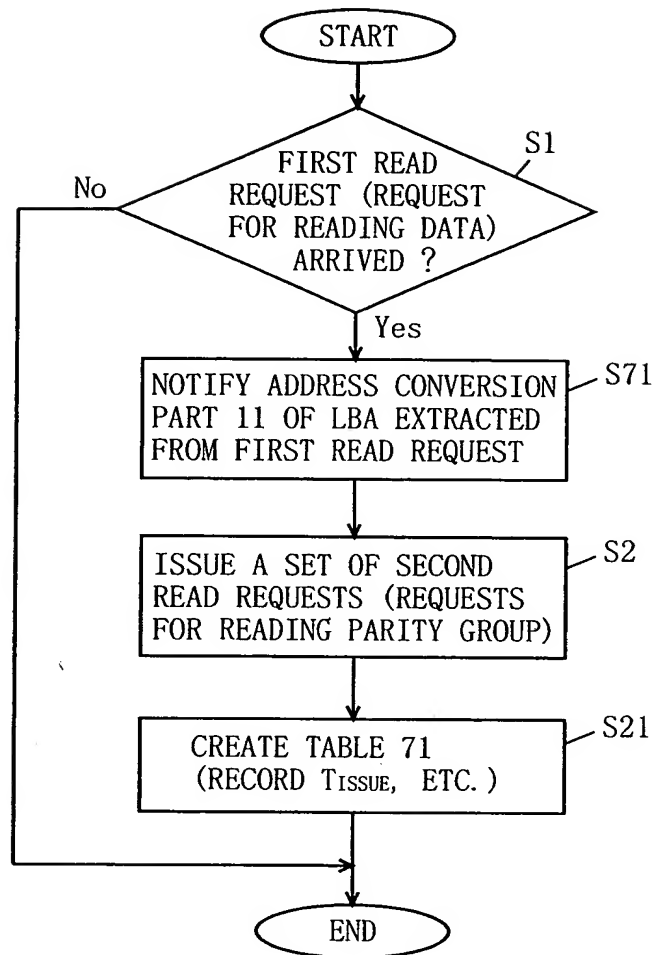 START
S1
FIRST READ
REQUEST (REQUEST
FOR READING DATA)
ARRIVED ?
No
Yes
S71
NOTIFY ADDRESS CONVERSION
PART 11 OF LBA EXTRACTED
FROM FIRST READ REQUEST
S2
ISSUE A SET OF SECOND
READ REQUESTS (REQUESTS
FOR READING PARITY GROUP)
S21
CREATE TABLE 71
(RECORD TISSUE, ETC.)
END